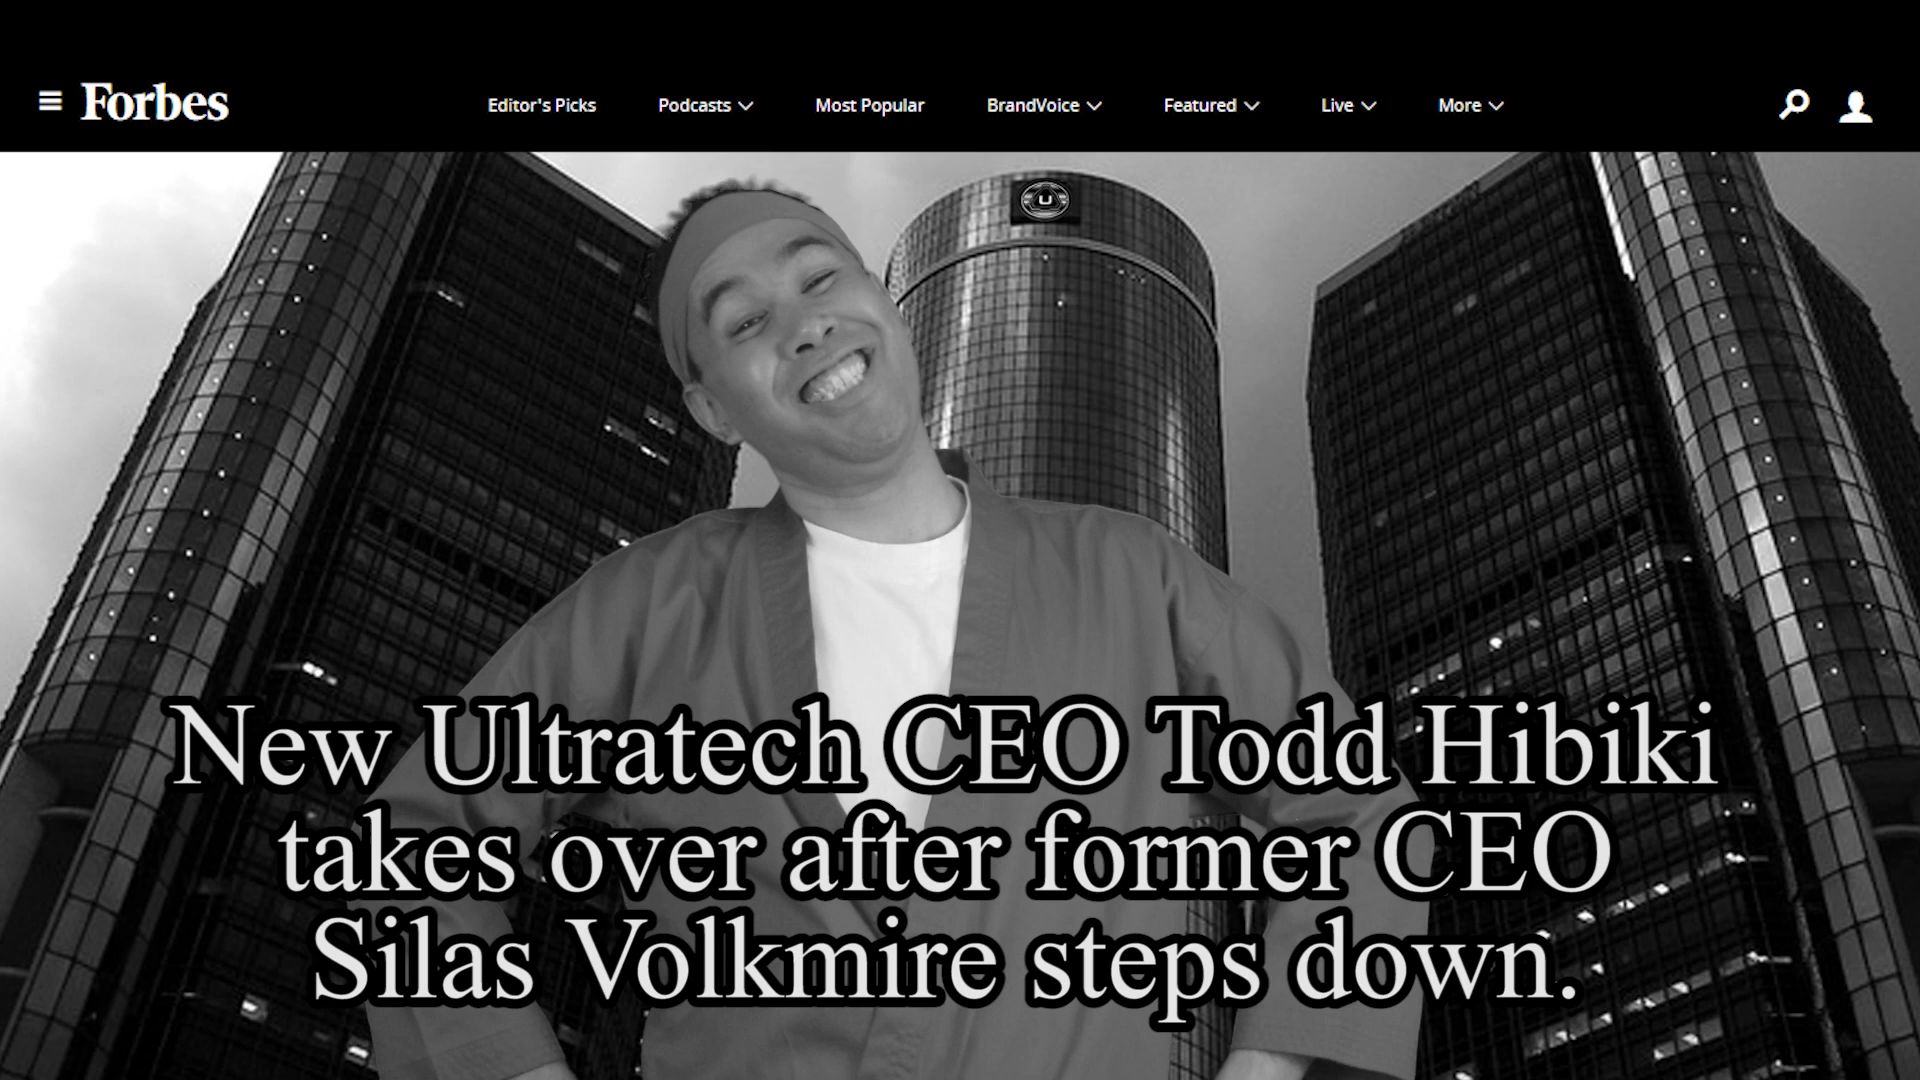 Forbes
Editor's Picks
Podcasts
Most Popular
BrandVoice
Featured
Live
More
U
New Ultratech CEO Todd Hibiki
takes over after former CEO
Silas Volkmire steps down.